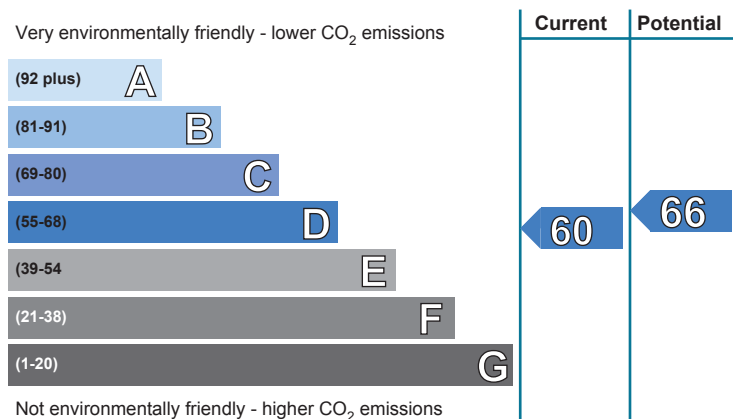 Very environmentally friendly - lower CO2 emissions
Current
Potential
(92 plus) A
(81-91) B
(69-80) C
(55-68) D
(39-54 E
(21-38) F
(1-20) G
60
66
Not environmentally friendly - higher CO2 emissions